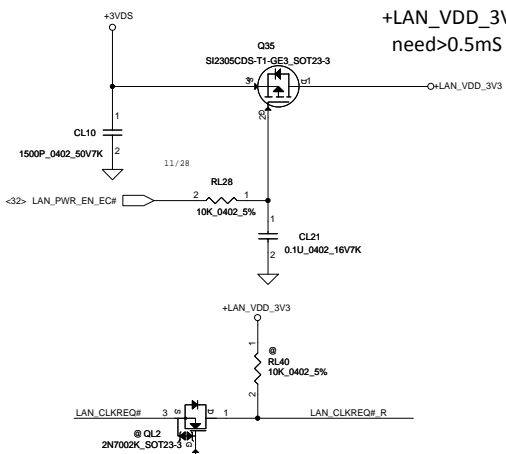 +3VDS
+LAN_VDD_3V
need>0.5mS
Q35
SI2305CDS-T1-GE3_SOT23-3
S
3
D
1
G
2
+LAN_VDD_3V3
1
CL10
2
1500P_0402_50V7K
11/28
RL28
<32> LAN_PWR_EN_EC#
2
1
10K_0402_5%
1
CL21
0.1U_0402_16V7K
2
+LAN_VDD_3V3
1
@
RL40
10K_0402_5%
2
LAN_CLKREQ#
3
S
D
1
LAN_CLKREQ#_R
@ QL2
G
2N7002K_SOT23-3